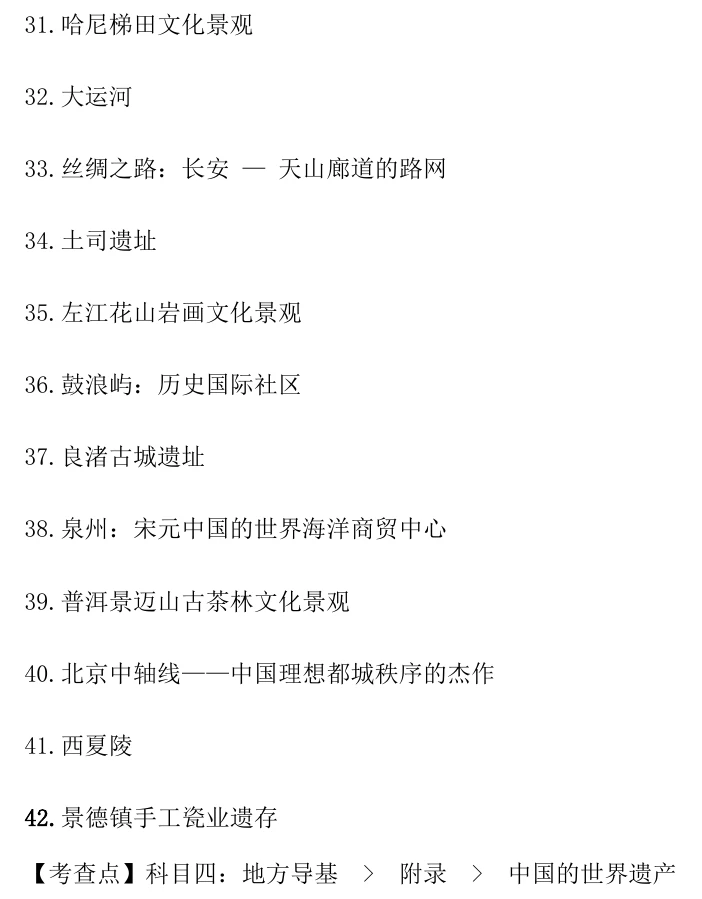 31.哈尼梯田文化景观
32.大运河
33.丝绸之路：长安 — 天山廊道的路网
34.土司遗址
35.左江花山岩画文化景观
36.鼓浪屿：历史国际社区
37.良渚古城遗址
38.泉州：宋元中国的世界海洋商贸中心
39.普洱景迈山古茶林文化景观
40.北京中轴线——中国理想都城秩序的杰作
41.西夏陵
42.景德镇手工瓷业遗存
【考查点】科目四：地方导基 > 附录 > 中国的世界遗产